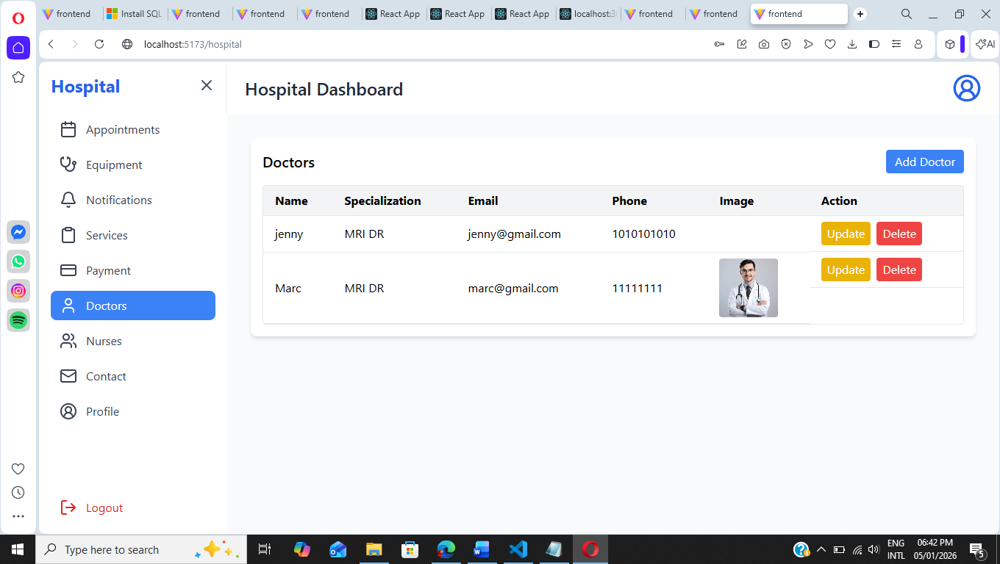 frontend Install SQL frontend frontend frontend React App React App React App localhost:3 frontend frontend frontend
localhost:5173/hospital
AI
Hospital
Hospital Dashboard
Appointments
Equipment
Notifications
Services
Payment
Doctors
Nurses
Contact
Profile
Logout
Doctors
Add Doctor
Name Specialization Email Phone Image Action
jenny MRI DR jenny@gmail.com 1010101010 Update Delete
Marc MRI DR marc@gmail.com 11111111 Update Delete
Type here to search
ENG 06:42 PM
INTL 05/01/2026
5